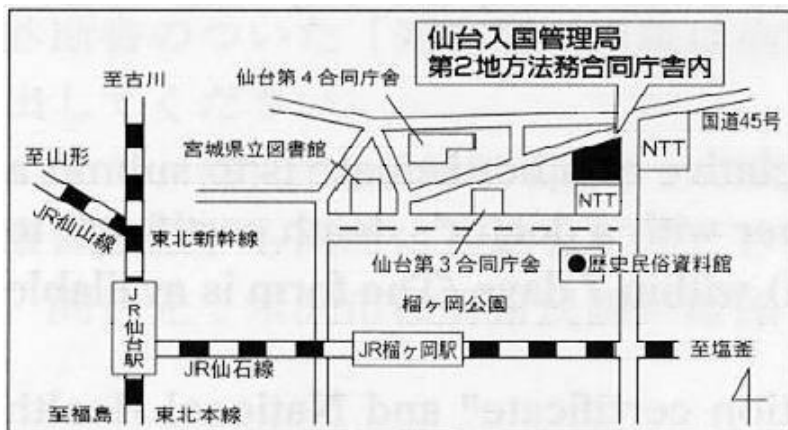 仙台入国管理局
第2地方法務合同庁舎内
至古川
仙台第4合同庁舎
国道45号
宮城県立図書館
NTT
至山形
JR仙山線
NTT
東北新幹線
仙台第3合同庁舎
●歴史民俗資料館
榴ヶ岡公園
JR仙台駅
JR榴ヶ岡駅
至塩釜
JR仙石線
至福島
東北本線
tion certificate" and National Health